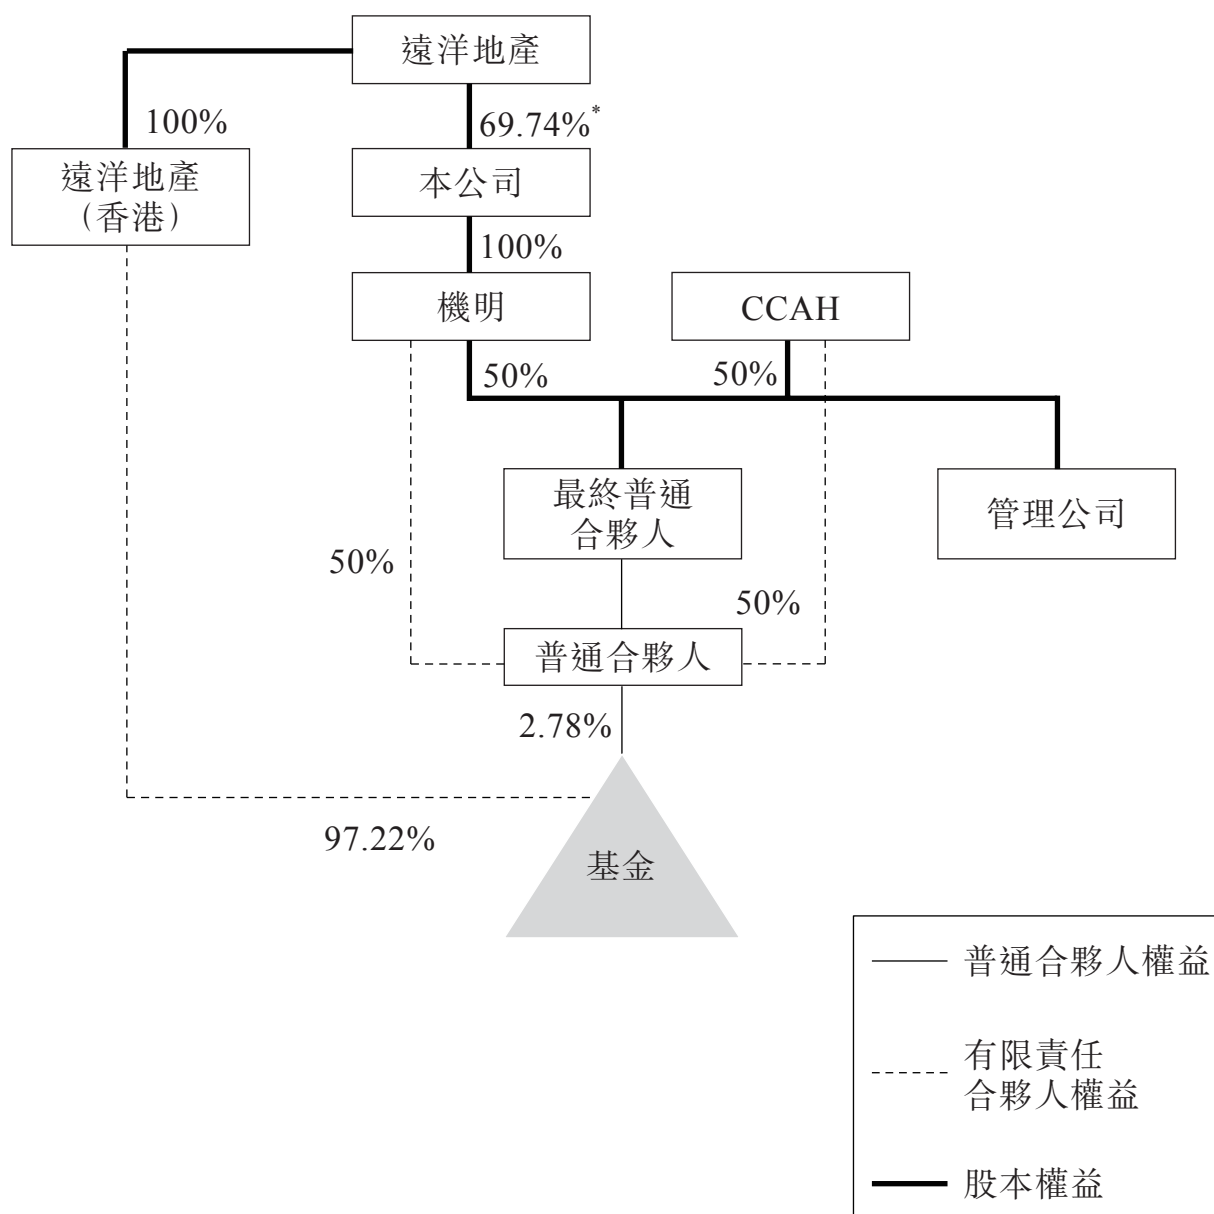 遠洋地產
100%
69.74%*
遠洋地產
(香港)
本公司
100%
機明
CCAH
50%
50%
最終普通
合夥人
管理公司
50%
50%
普通合夥人
2.78%
97.22%
基金
普通合夥人權益
有限責任
合夥人權益
股本權益